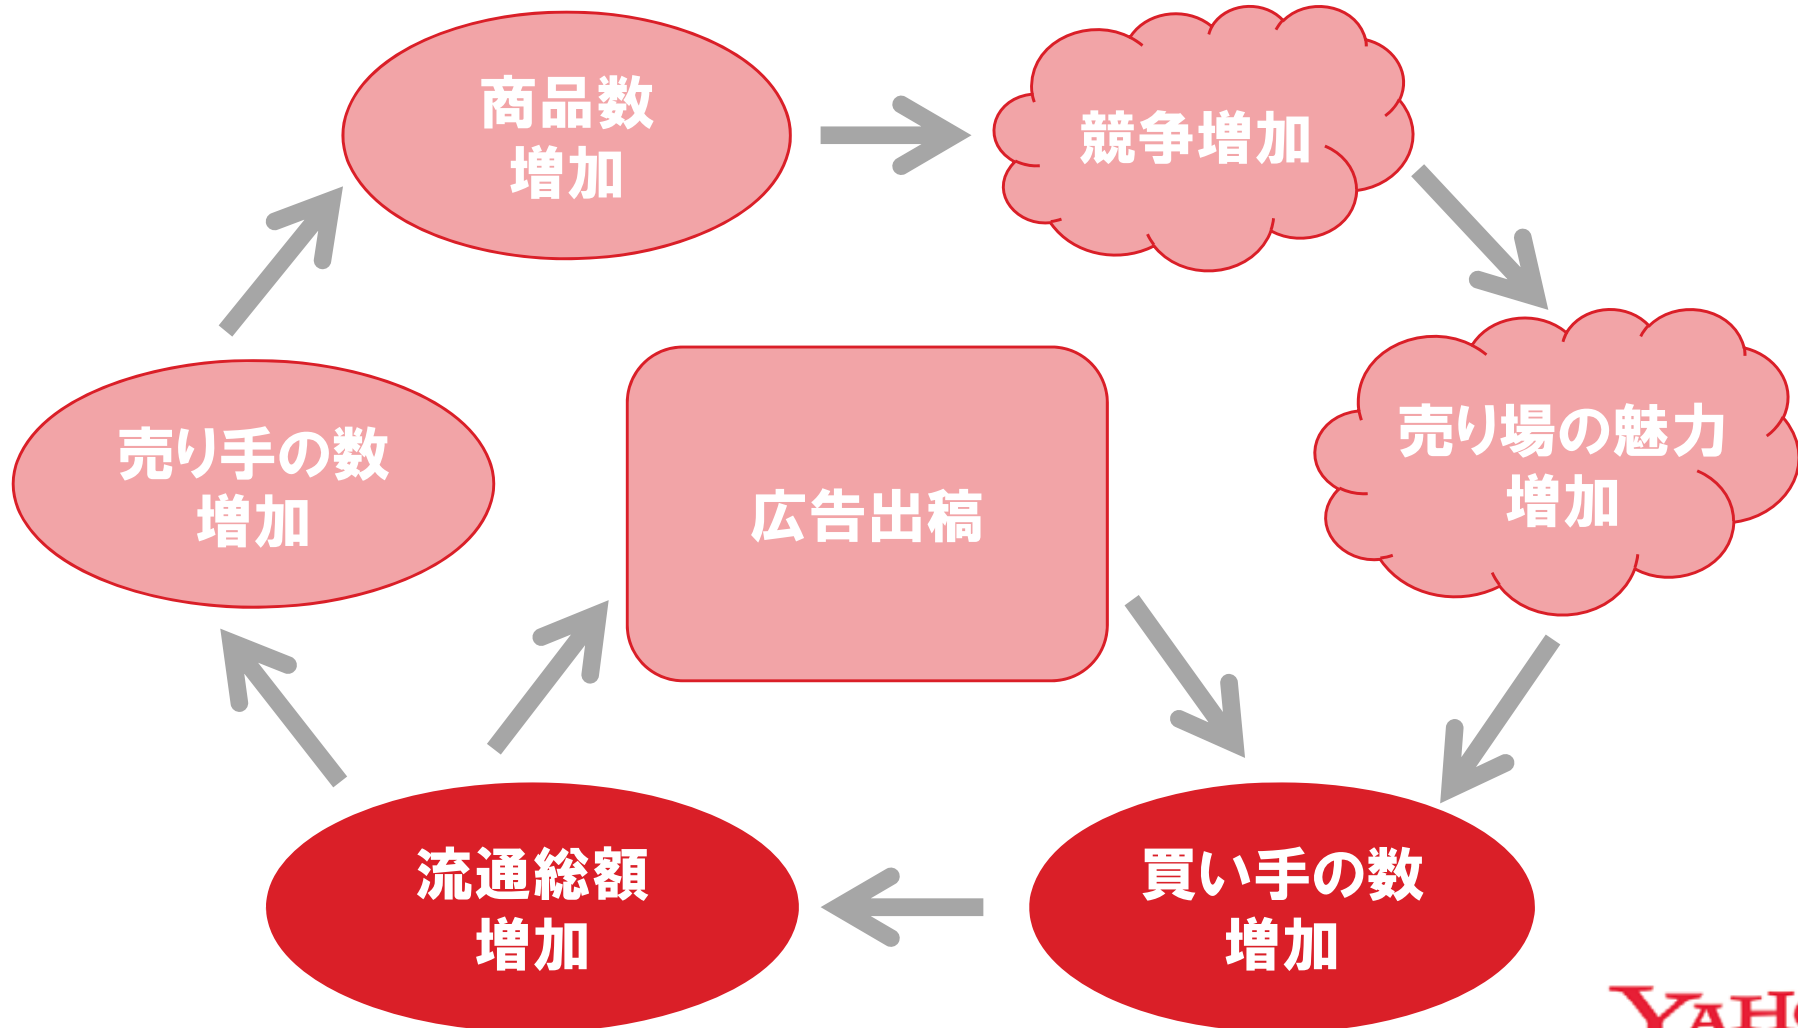 商品数
増加
競争増加
売り手の数
増加
広告出稿
売り場の魅力
増加
流通総額
増加
買い手の数
増加
YAH